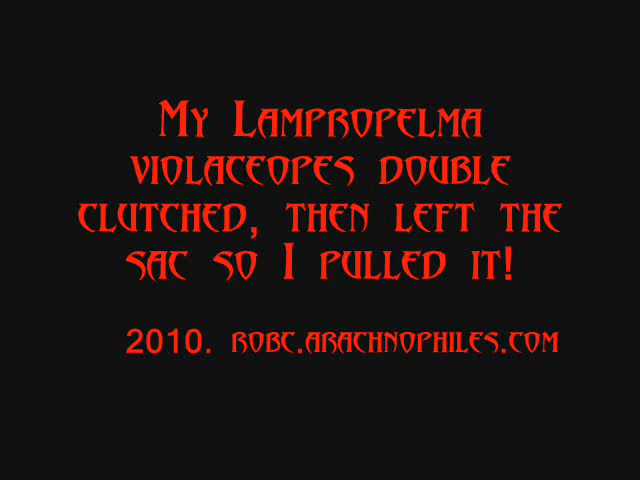 My Lampropelma
violaceopes double
clutched, then left the
sac so I pulled it!
2010. robc.arachnophiles.com